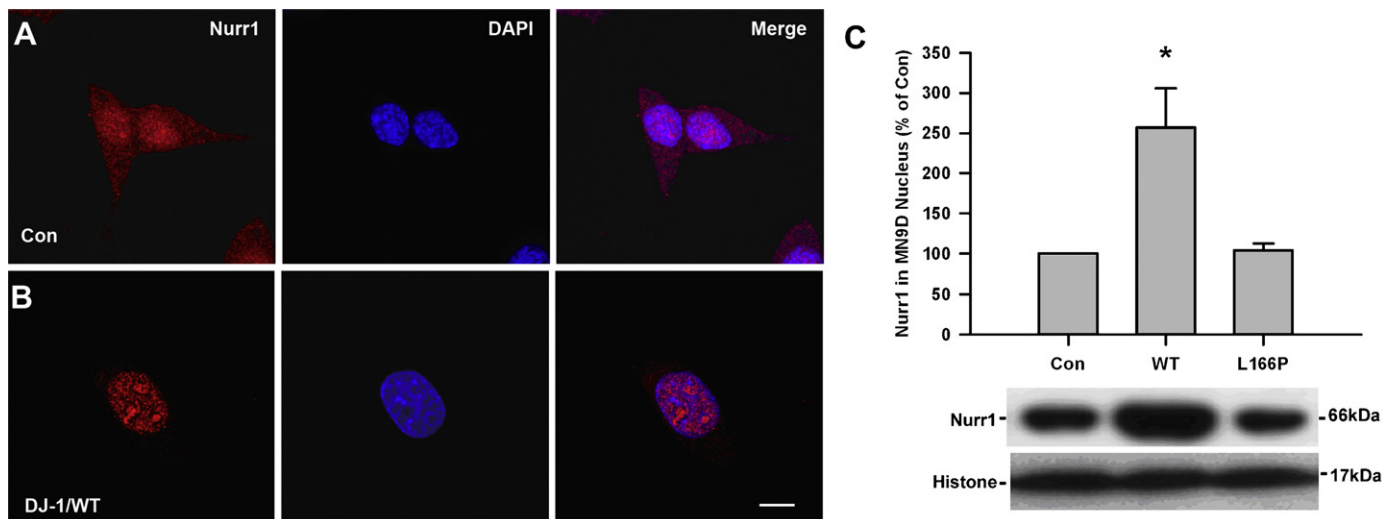 A
Nurr1
DAPI
Merge
Con
B
DJ-1/WT
C
Nurr1 in MN9D Nucleus (% of Con)
350
300
250
200
150
100
50
0
*
Con WT L166P
Nurr1- -66kDa
Histone- -17kDa